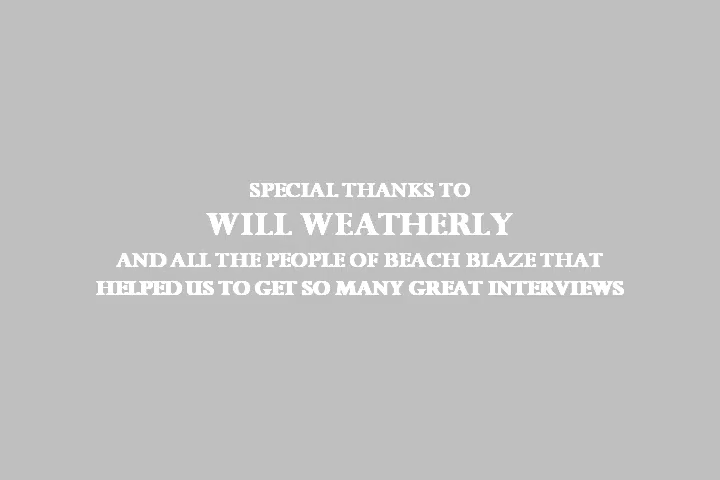 SPECIAL THANKS TO
WILL WEATHERLY
AND ALL THE PEOPLE OF BEACH BLAZE THAT
HELPED US TO GET SO MANY GREAT INTERVIEWS